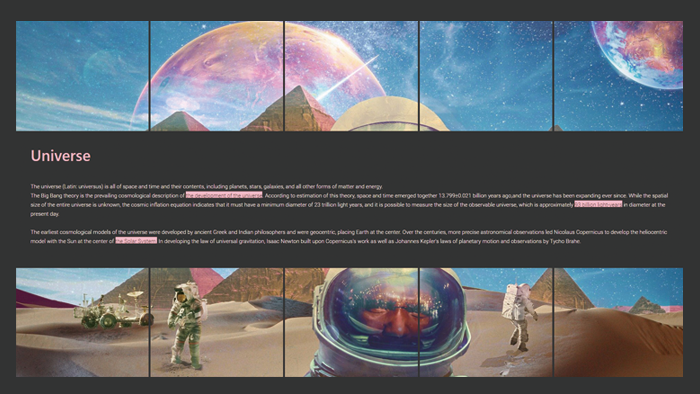 Universe
The universe (Latin: universus) is all of space and time and their contents, including planets, stars, galaxies, and all other forms of matter and energy.
The Big Bang theory is the prevailing cosmological description of the development of the universe. According to estimation of this theory, space and time emerged together 13.799±0.021 billion years ago,and the universe has been expanding ever since. While the spatial
size of the entire universe is unknown, the cosmic inflation equation indicates that it must have a minimum diameter of 23 trillion light years, and it is possible to measure the size of the observable universe, which is approximately 93 billion light-years in diameter at the
present day.
The earliest cosmological models of the universe were developed by ancient Greek and Indian philosophers and were geocentric, placing Earth at the center. Over the centuries, more precise astronomical observations led Nicolaus Copernicus to develop the heliocentric
model with the Sun at the center of the Solar System. In developing the law of universal gravitation, Isaac Newton built upon Copernicus's work as well as Johannes Kepler's laws of planetary motion and observations by Tycho Brahe.